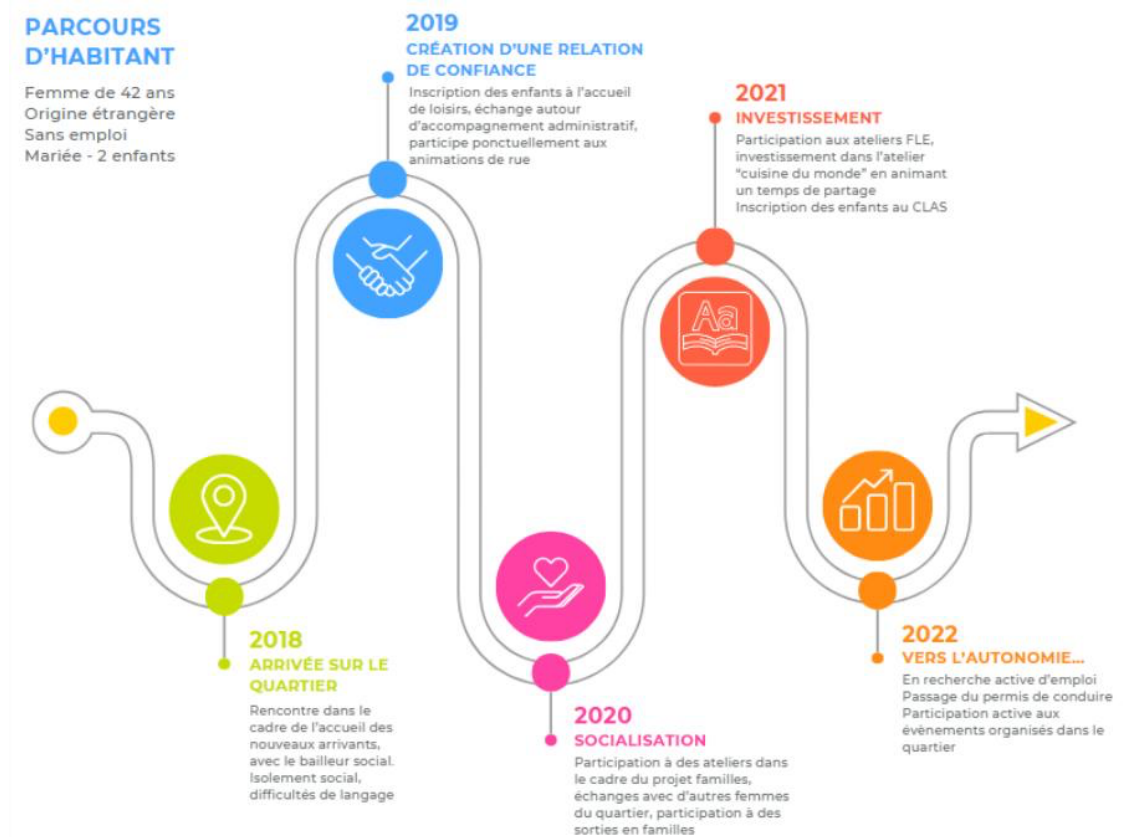 PARCOURS
D'HABITANT
Femme de 42 ans
Origine étrangère
Sans emploi
Mariée - 2 enfants
2018
ARRIVÉE SUR LE
QUARTIER
Rencontre dans le
cadre de l'accueil des
nouveaux arrivants,
avec le bailleur social.
Isolement social,
difficultés de langage
2019
CRÉATION D'UNE RELATION
DE CONFIANCE
Inscription des enfants à l'accueil
de loisirs, échange autour
d'accompagnement administratif,
participe ponctuellement aux
animations de rue
2020
SOCIALISATION
Participation à des ateliers dans
le cadre du projet familles,
échanges avec d'autres femmes
du quartier, participation à des
sorties en familles
2021
INVESTISSEMENT
Participation aux ateliers FLE,
investissement dans l'atelier
"cuisine du monde" en animant
un temps de partage
Inscription des enfants au CLAS
Aa
2022
VERS L'AUTONOMIE...
En recherche active d'emploi
Passage du permis de conduire
Participation active aux
évènements organisés dans le
quartier